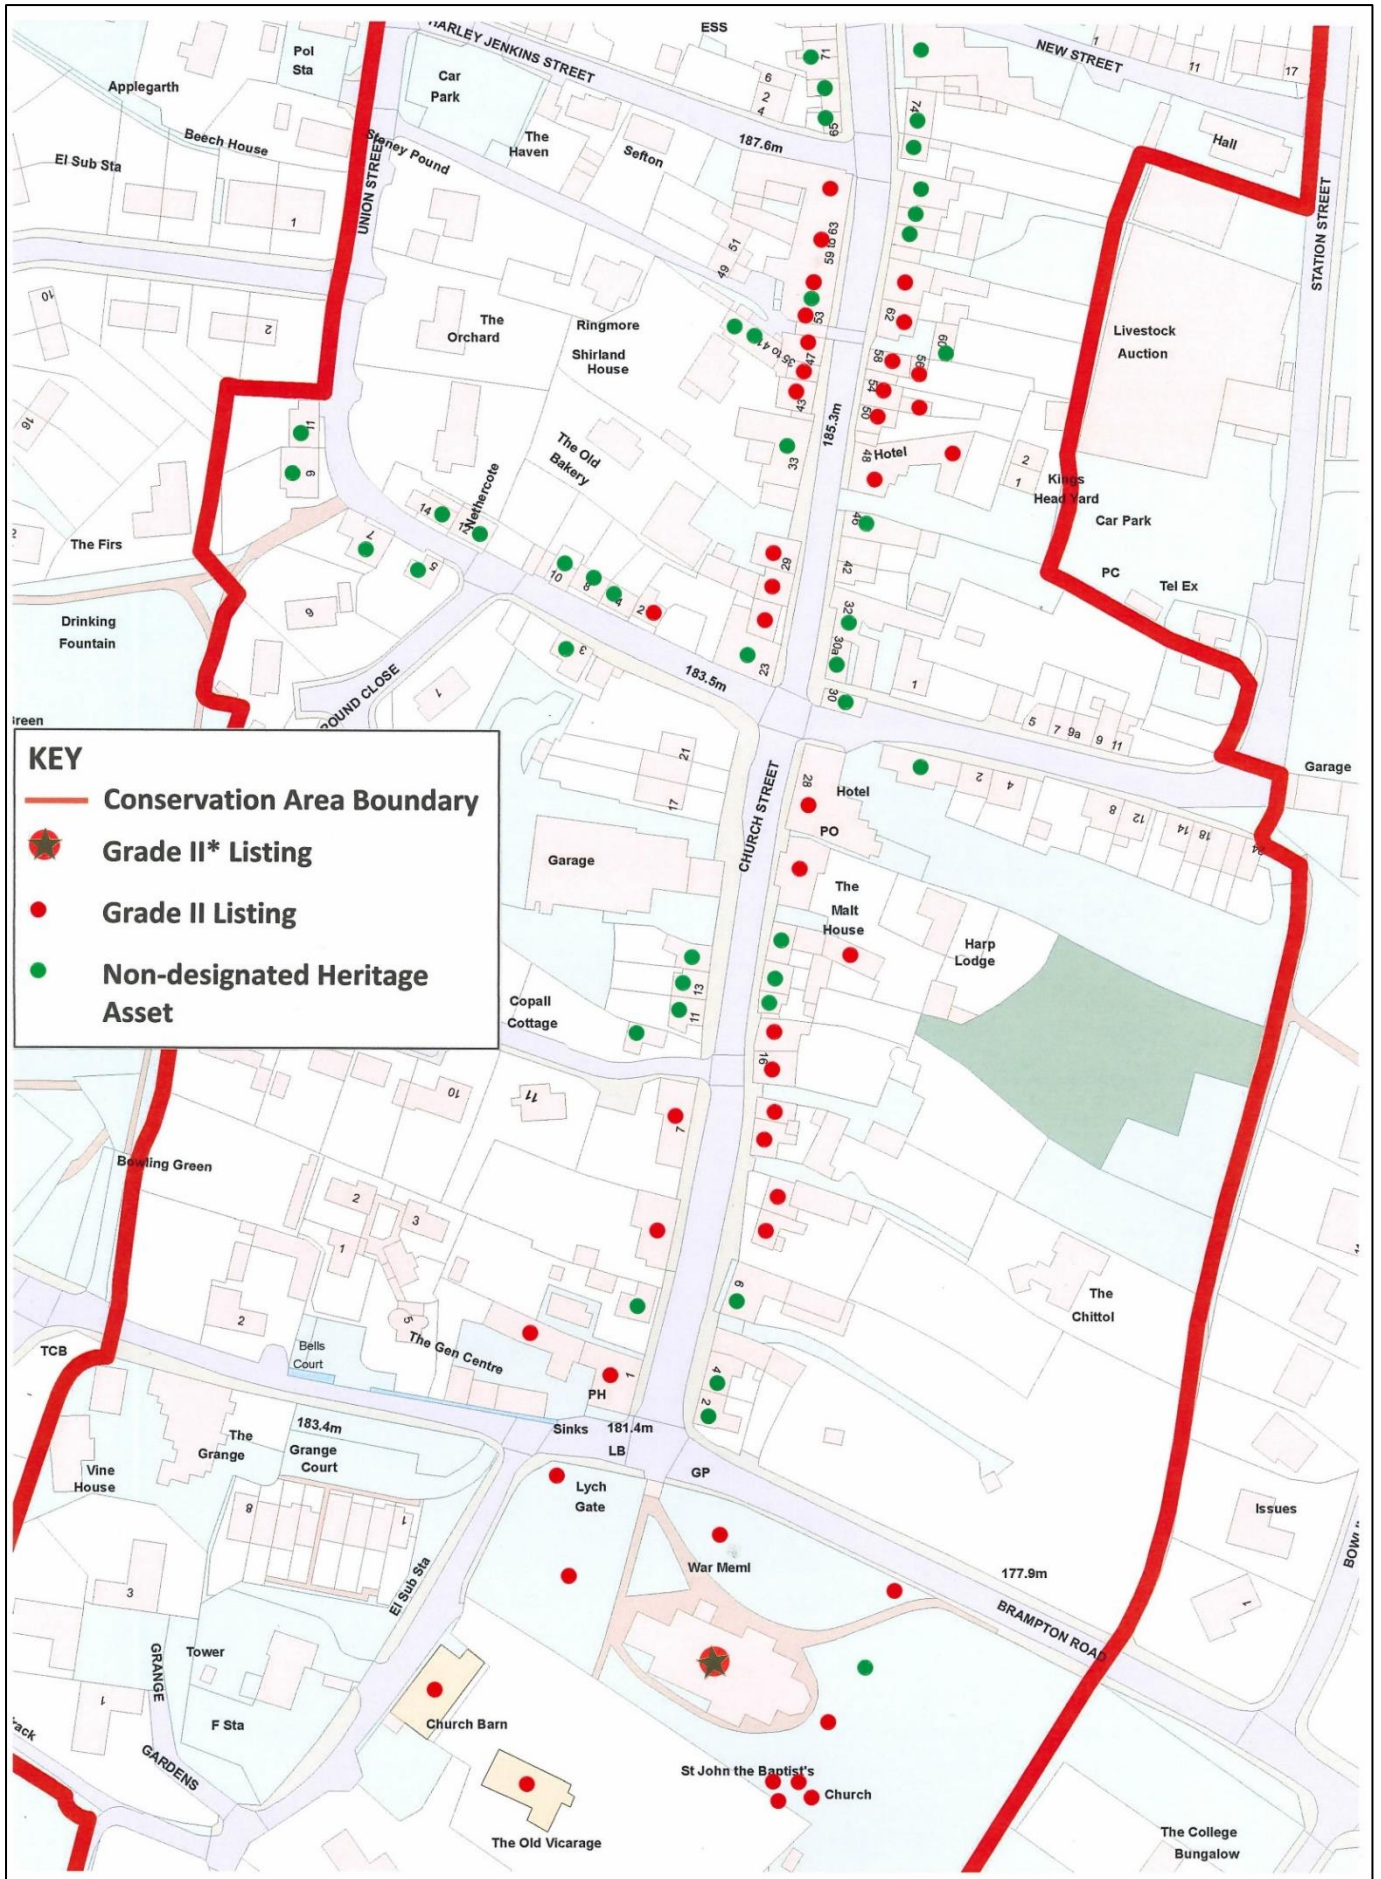 HARLEY JENKINS STREET
ESS
NEW STREET
1
11
17
Pol
Sta
Applegarth
Car
Park
6
2
4
71
65
74
187.6m
Hall
Beech House
Stoney Pound
The
Haven
Sefton
El Sub Sta
1
UNION STREET
STATION STREET
51
49
59 to 63
53
47
43
35 to 41
10
2
The
Orchard
Ringmore
Shirland
House
62
60
58
56
54
50
Livestock
Auction
185.3m
16
11
9
The Old
Bakery
33
48
Hotel
2
1
Kings
Head Yard
Car Park
14
12
Nethercote
46
The Firs
7
5
10
8
4
2
29
42
PC
Tel Ex
6
Drinking
Fountain
3
32
30a
23
183.5m
30
1
ROUND CLOSE
1
5
7
9a
9
11
Green
21
17
CHURCH STREET
28
Hotel
PO
2
4
8
12
14
18
24
Garage
KEY
Conservation Area Boundary
Grade II* Listing
Grade II Listing
Non-designated Heritage
Asset
Garage
The
Malt
House
Harp
Lodge
13
11
Copall
Cottage
16
10
11
7
Bowling Green
2
3
1
6
The
Chittol
2
5
The Gen Centre
Bells
Court
TCB
PH
1
4
2
183.4m
Sinks
181.4m
LB
GP
The
Grange
Grange
Court
Vine
House
Lych
Gate
8
1
Issues
War Meml
177.9m
BRAMPTON ROAD
BOWLI
3
El Sub Sta
1
Tower
GRANGE
GARDENS
1
F Sta
Church Barn
rack
St John the Baptist's
Church
The Old Vicarage
The College
Bungalow